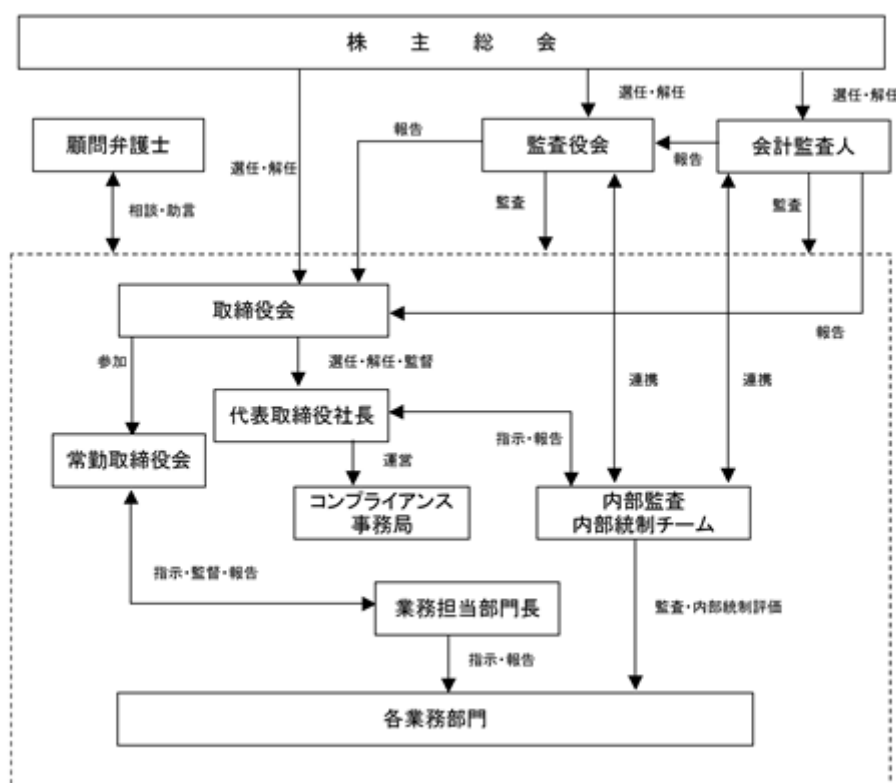 株主総会
選任・解任
選任・解任
顧問弁護士
報告
監査役会
報告
会計監査人
選任・解任
相談・助言
監査
監査
取締役会
報告
参加
選任・解任・監督
連携
連携
代表取締役社長
指示・報告
常勤取締役会
運営
コンプライアンス
事務局
内部監査
内部統制チーム
指示・監督・報告
業務担当部門長
監査・内部統制評価
指示・報告
各業務部門